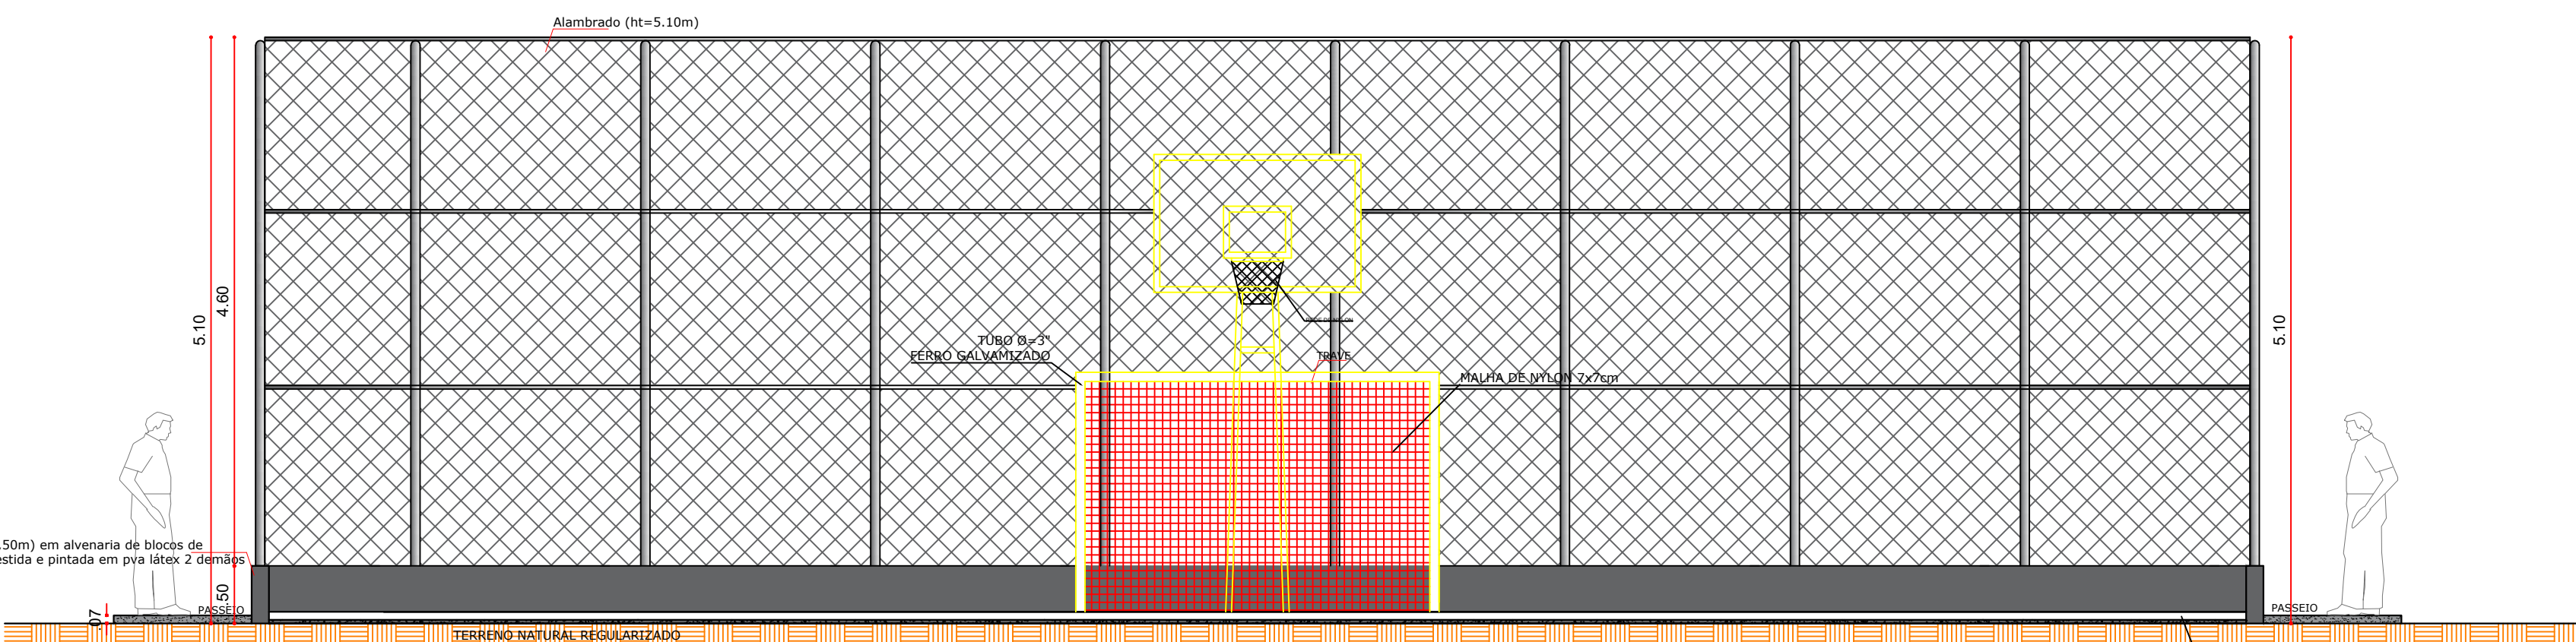 Alambrado (ht=5.10m)
5.10
4.60
5.10
TUBO Ø=3"
FERRO GALVAMIZADO
TRAVE
MALHA DE NYLON 7x7cm
.50m) em alvenaria de blocos de
estida e pintada em pva látex 2 demãos
.50
.07
PASSEIO
PASSEIO
TERRENO NATURAL REGULARIZADO